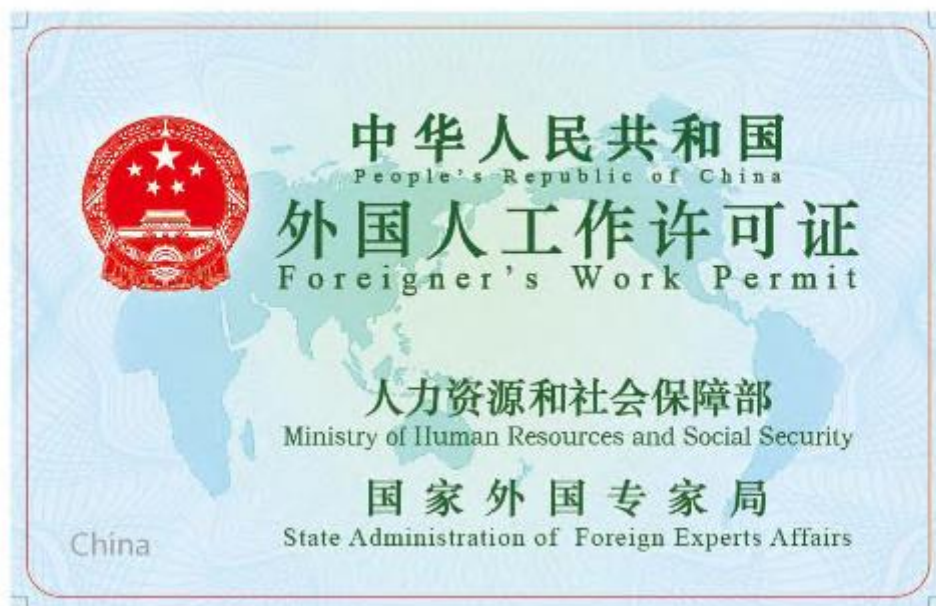 中华人民共和国
People's Republic of China
外国人工作许可证
Foreigner's Work Permit
人力资源和社会保障部
Ministry of Human Resources and Social Security
国家外国专家局
State Administration of Foreign Experts Affairs
China